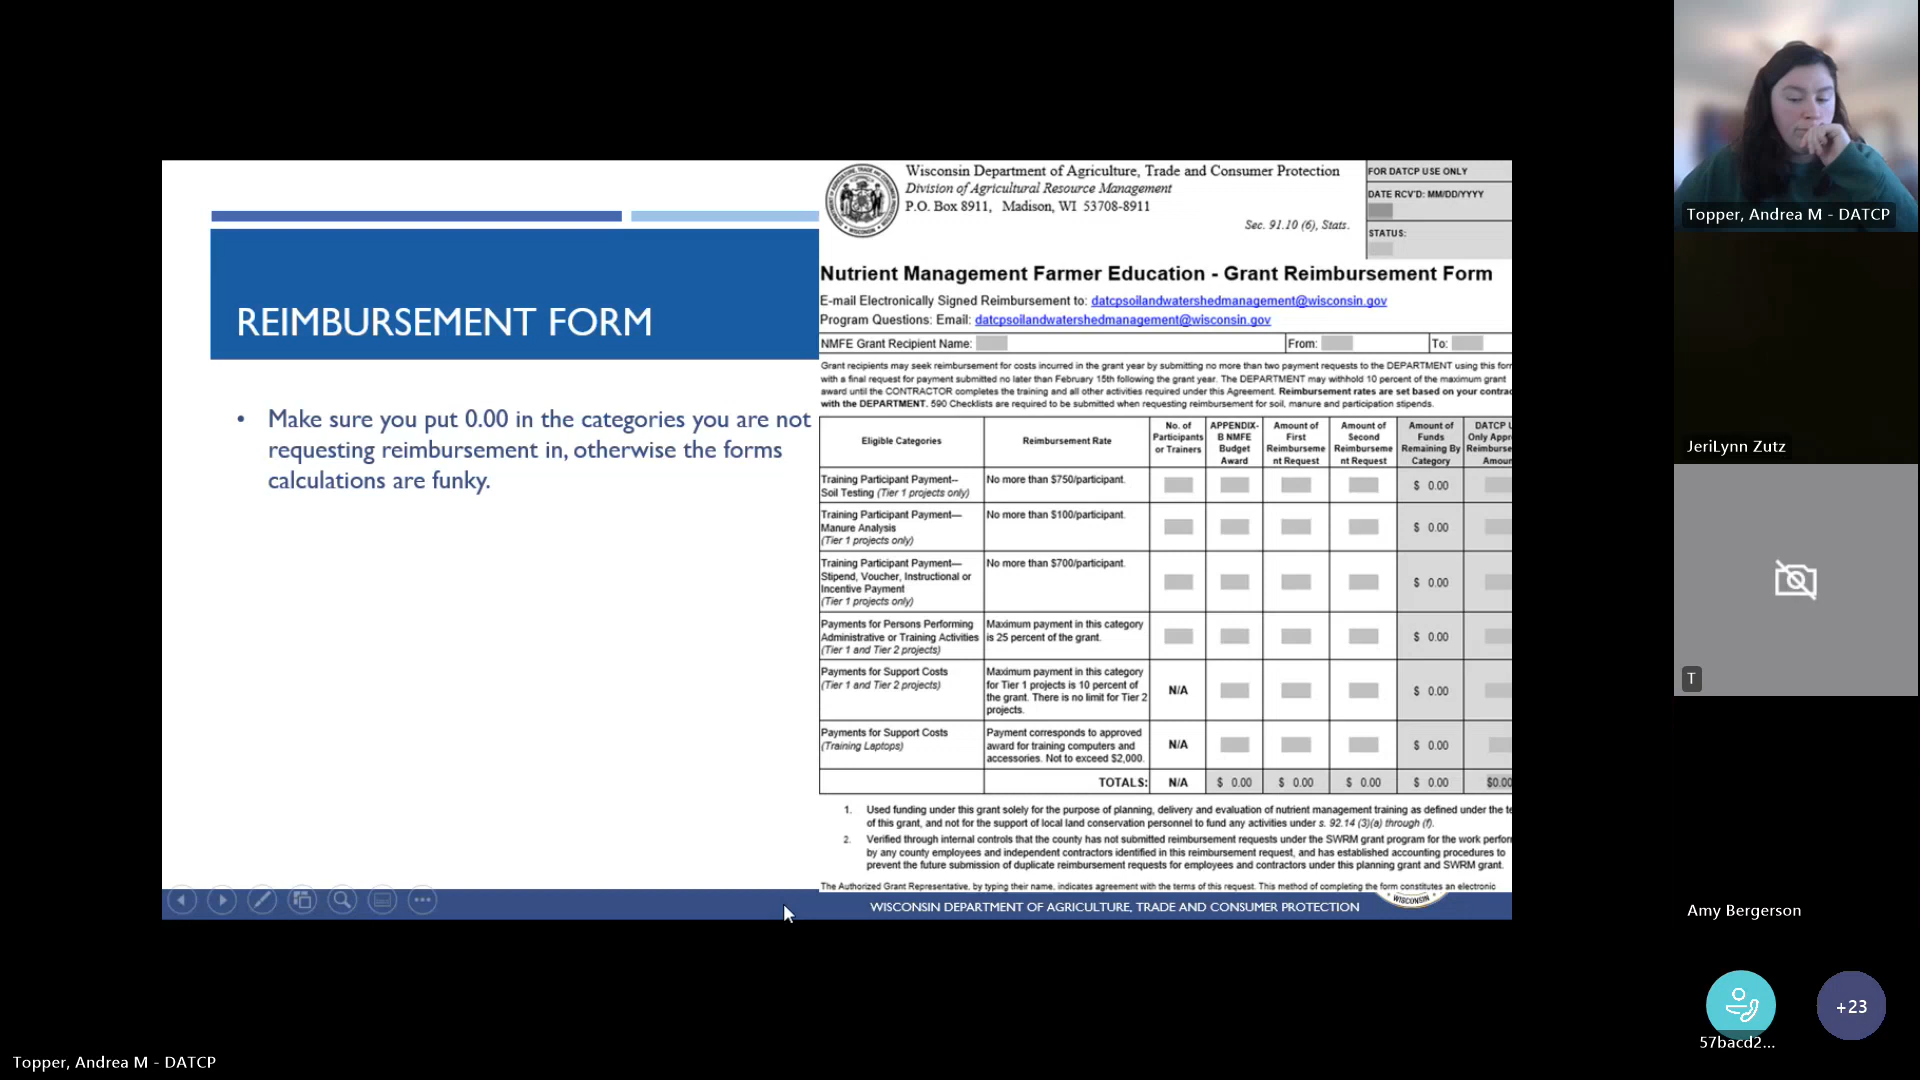 REIMBURSEMENT FORM
• Make sure you put 0.00 in the categories you are not
requesting reimbursement in, otherwise the forms
calculations are funky.
Wisconsin Department of Agriculture, Trade and Consumer Protection
Division of Agricultural Resource Management
P.O. Box 8911, Madison, WI 53708-8911
Sec. 91.10 (6), Stats.
FOR DATCP USE ONLY
DATE RCV'D: MM/DD/YYYY
STATUS:
Nutrient Management Farmer Education - Grant Reimbursement Form
E-mail Electronically Signed Reimbursement to: datcpsoilandwatershedmanagement@wisconsin.gov
Program Questions: Email: datcpsoilandwatershedmanagement@wisconsin.gov
NMFE Grant Recipient Name: From: To:
Grant recipients may seek reimbursement for costs incurred in the grant year by submitting no more than two payment requests to the DEPARTMENT using this form
with a final request for payment submitted no later than February 15th following the grant year. The DEPARTMENT may withhold 10 percent of the maximum grant
award until the CONTRACTOR completes the training and all other activities required under this Agreement. Reimbursement rates are set based on your contrac
with the DEPARTMENT. 590 Checklists are required to be submitted when requesting reimbursement for soil, manure and participation stipends.
Eligible Categories
Reimbursement Rate
No. of
Participants
or Trainers
APPENDIX-
B NMFE
Budget
Award
Amount of
First
Reimburseme
nt Request
Amount of
Second
Reimburseme
nt Request
Amount of
Funds
Remaining By
Category
DATCP U
Only Appr
Reimburse
Amoun
Training Participant Payment--
Soil Testing (Tier 1 projects only)
No more than $750/participant.
$ 0.00
Training Participant Payment—
Manure Analysis
(Tier 1 projects only)
No more than $100/participant.
$ 0.00
Training Participant Payment—
Stipend, Voucher, Instructional or
Incentive Payment
(Tier 1 projects only)
No more than $700/participant.
$ 0.00
Payments for Persons Performing
Administrative or Training Activities
(Tier 1 and Tier 2 projects)
Maximum payment in this category
is 25 percent of the grant.
$ 0.00
Payments for Support Costs
(Tier 1 and Tier 2 projects)
Maximum payment in this category
for Tier 1 projects is 10 percent of
the grant. There is no limit for Tier 2
projects.
N/A
$ 0.00
Payments for Support Costs
(Training Laptops)
Payment corresponds to approved
award for training computers and
accessories. Not to exceed $2,000.
N/A
$ 0.00
TOTALS: N/A $ 0.00 $ 0.00 $ 0.00 $ 0.00 $0.00
1. Used funding under this grant solely for the purpose of planning, delivery and evaluation of nutrient management training as defined under the te
of this grant, and not for the support of local land conservation personnel to fund any activities under s. 92.14 (3)(a) through (f).
2. Verified through internal controls that the county has not submitted reimbursement requests under the SWRM grant program for the work perfor
by any county employees and independent contractors identified in this reimbursement request, and has established accounting procedures to
prevent the future submission of duplicate reimbursement requests for employees and contractors under this planning grant and SWRM grant.
The Authorized Grant Representative, by typing their name, indicates agreement with the terms of this request. This method of completing the form constitutes an electronic
WISCONSIN DEPARTMENT OF AGRICULTURE, TRADE AND CONSUMER PROTECTION
WISCONSIN
Topper, Andrea M - DATCP
JeriLynn Zutz
T
Amy Bergerson
+23
57bacd2...
Topper, Andrea M - DATCP